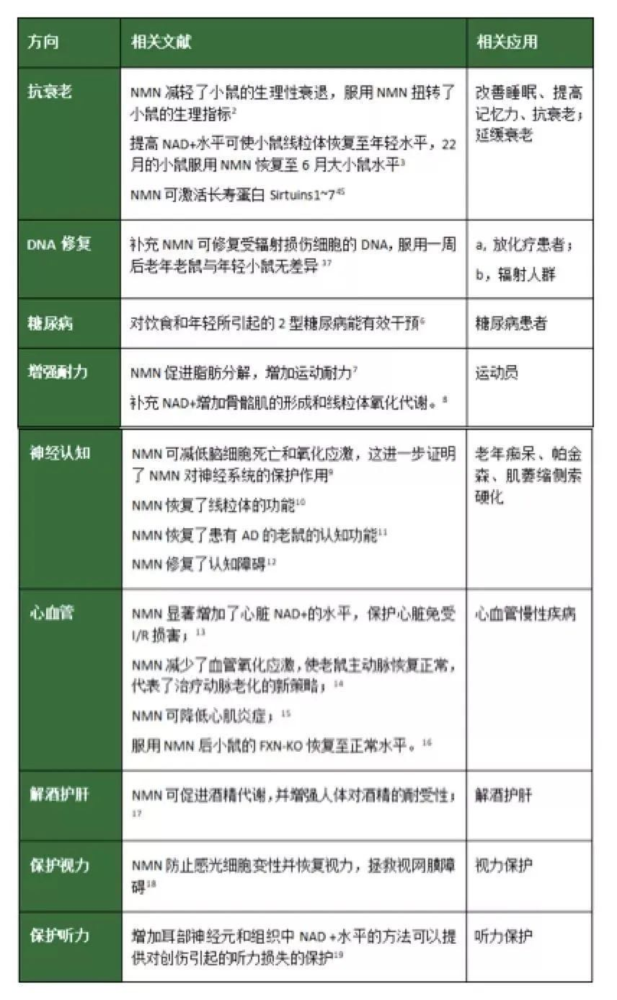 方向 相关文献 相关应用
抗衰老 NMN 减轻了小鼠的生理性衰退，服用 NMN 扭转了 改善睡眠、提高
小鼠的生理指标² 记忆力、抗衰老；
提高 NAD+水平可使小鼠线粒体恢复至年轻水平，22 延缓衰老
月的小鼠服用 NMN 恢复至 6 月大小鼠水平³
NMN 可激活长寿蛋白 Sirtuins1~7⁴⁵
DNA 修复 补充 NMN 可修复受辐射损伤细胞的 DNA，服用一周 a, 放化疗患者；
后老年老鼠与年轻小鼠无差异 ³⁷ b，辐射人群
糖尿病 对饮食和年轻所引起的 2 型糖尿病能有效干预⁶ 糖尿病患者
增强耐力 NMN 促进脂肪分解，增加运动耐力⁷ 运动员
补充 NAD+增加骨骼肌的形成和线粒体氧化代谢。⁸
神经认知 NMN 可减低脑细胞死亡和氧化应激，这进一步证明 老年痴呆、帕金
了 NMN 对神经系统的保护作用⁹ 森、肌萎缩侧索
NMN 恢复了线粒体的功能¹⁰ 硬化
NMN 恢复了患有 AD 的老鼠的认知功能¹¹
NMN 修复了认知障碍¹²
心血管 NMN 显著增加了心脏 NAD+的水平，保护心脏免受 心血管慢性疾病
I/R 损害；¹³
NMN 减少了血管氧化应激，使老鼠主动脉恢复正常，
代表了治疗动脉老化的新策略；¹⁴
NMN 可降低心肌炎症；¹⁵
服用 NMN 后小鼠的 FXN-KO 恢复至正常水平。¹⁶
解酒护肝 NMN 可促进酒精代谢，并增强人体对酒精的耐受性； 解酒护肝
¹⁷
保护视力 NMN 防止感光细胞变性并恢复视力，拯救视网膜障 视力保护
碍¹⁸
保护听力 增加耳部神经元和组织中 NAD +水平的方法可以提 听力保护
供对创伤引起的听力损失的保护¹⁹